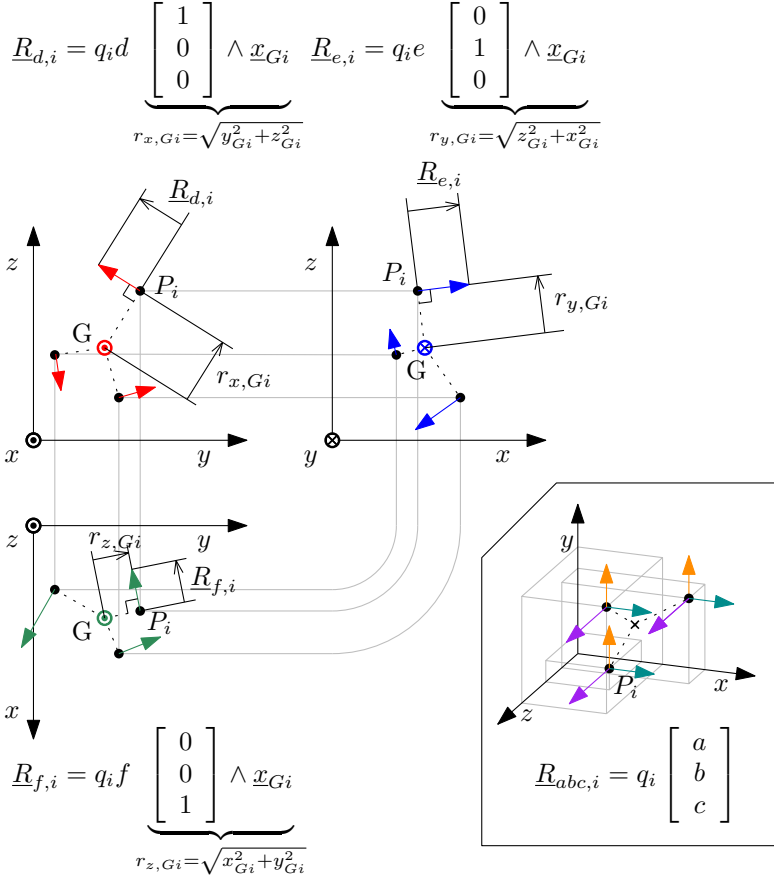 R_{d,i} = q_i d [1 0 0] ∧ x_{Gi}   R_{e,i} = q_i e [0 1 0] ∧ x_{Gi}
r_{x,Gi}=√(y²_{Gi}+z²_{Gi})   r_{y,Gi}=√(z²_{Gi}+x²_{Gi})
R_{e,i}
R_{d,i}
z
P_i
z
P_i
r_{y,Gi}
G
G
r_{x,Gi}
x
y
y
x
z
r_{z,Gi}
y
R_{f,i}
G
P_i
x
y
x
P_i
z
R_{f,i} = q_i f [0 0 1] ∧ x_{Gi}
r_{z,Gi}=√(x²_{Gi}+y²_{Gi})
R_{abc,i} = q_i [a b c]